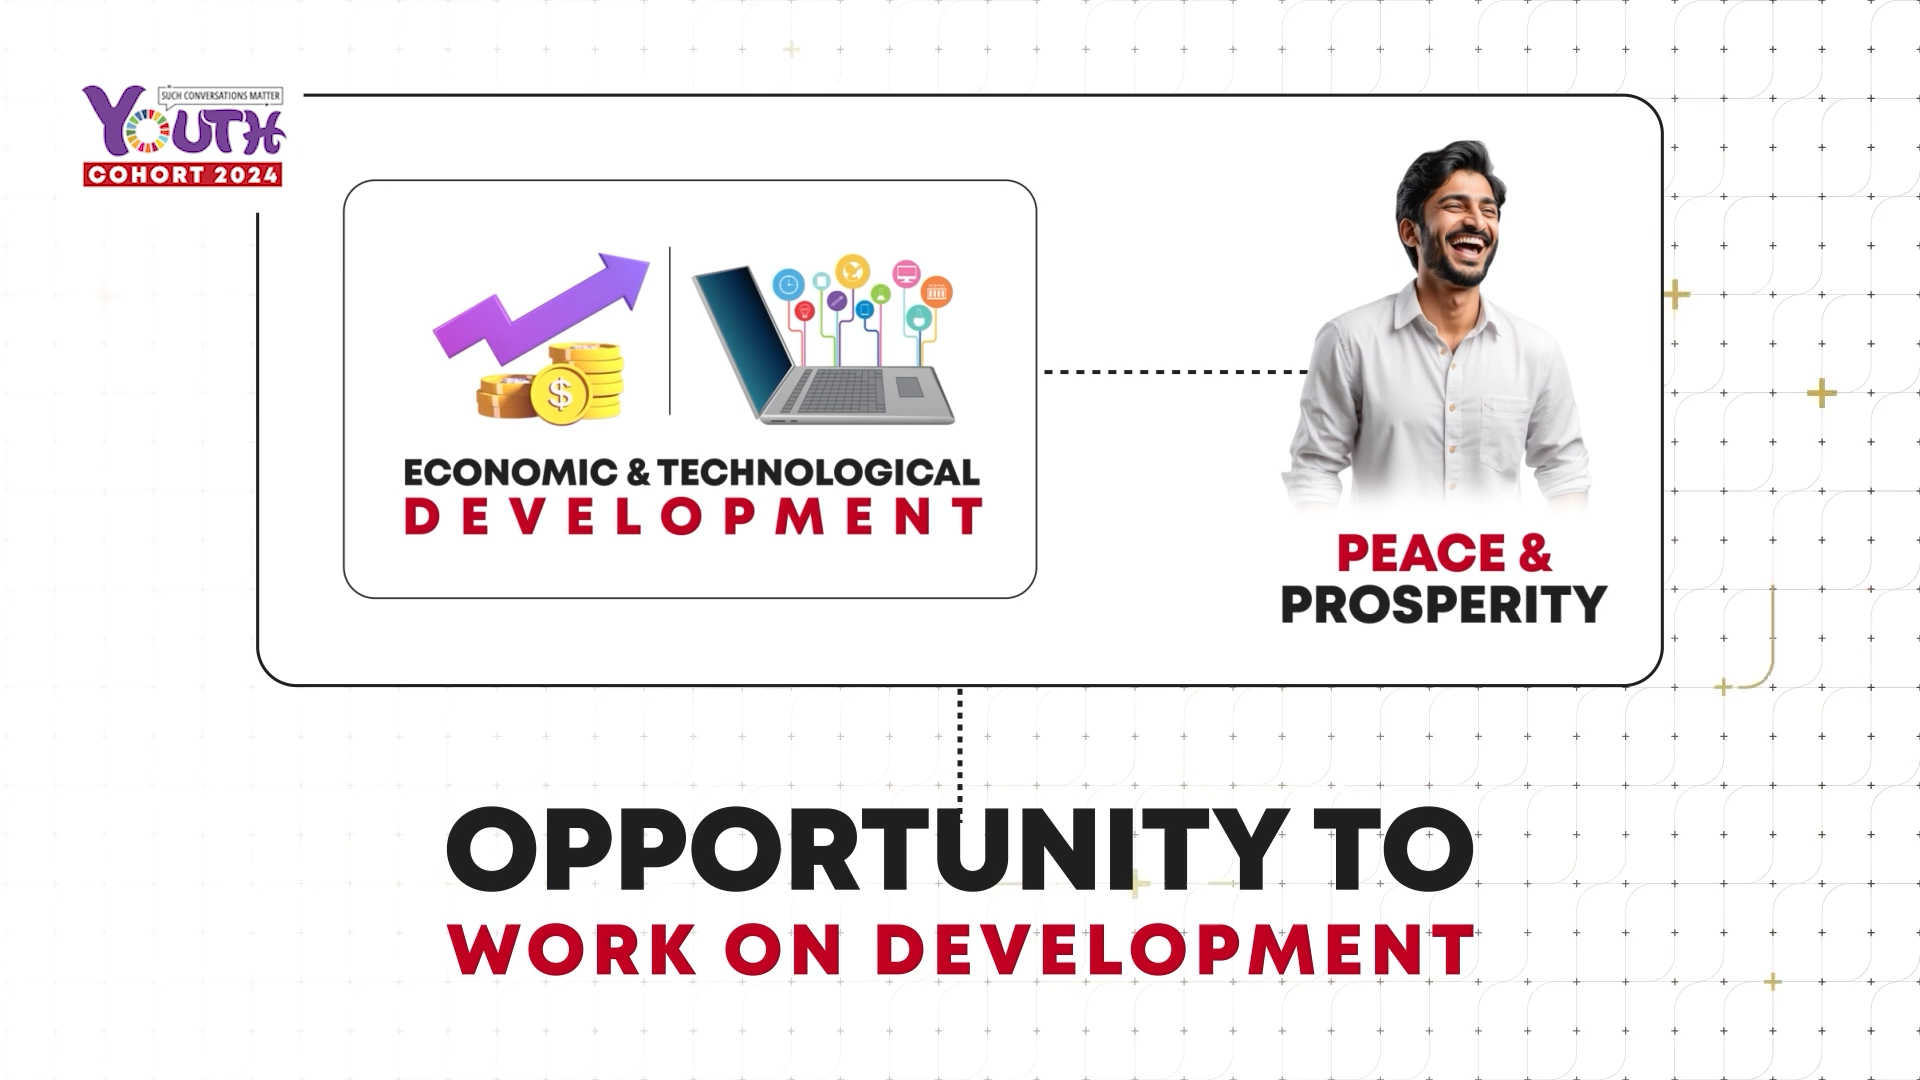 SUCH CONVERSATIONS MATTER
YOUTH
COHORT 2024
$
ECONOMIC & TECHNOLOGICAL
DEVELOPMENT
PEACE &
PROSPERITY
OPPORTUNITY TO
WORK ON DEVELOPMENT